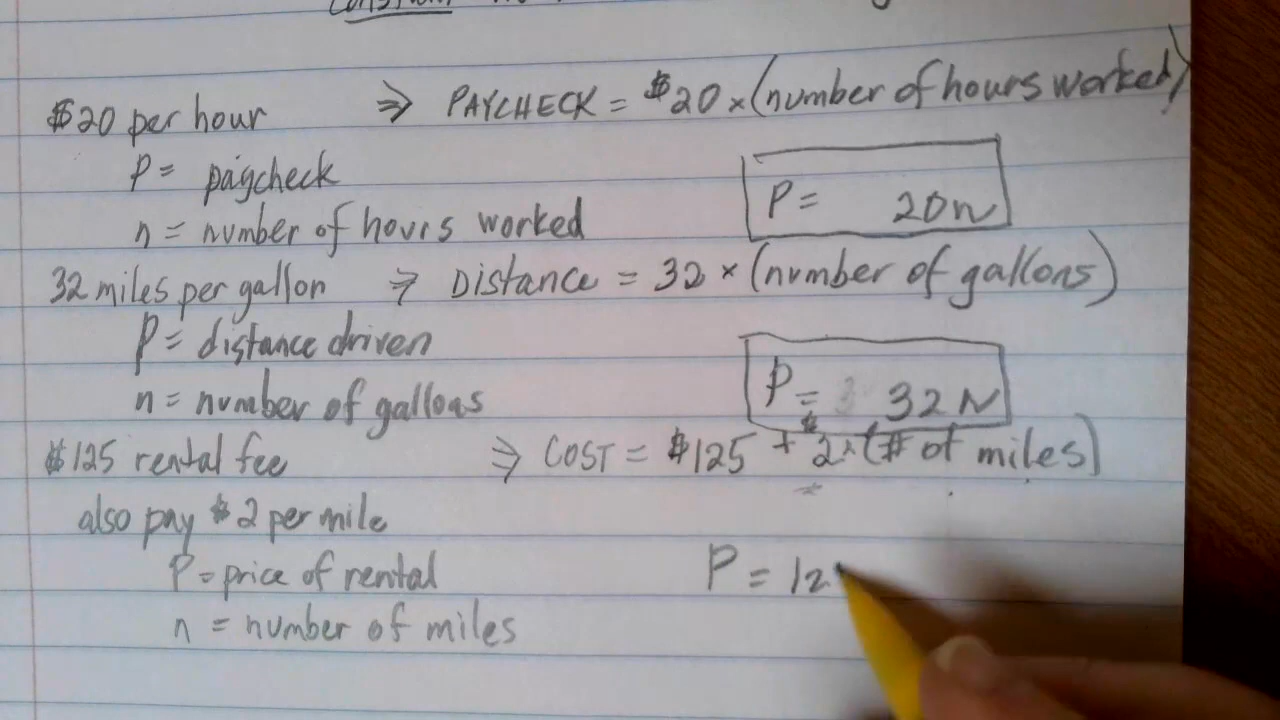 $20 per hour ⇒ PAYCHECK = $20 × (number of hours worked)
P = paycheck
P = 20n
n = number of hours worked
32 miles per gallon ⇒ DISTANCE = 32 × (number of gallons)
P = distance driven
P = 32N
n = number of gallons
$125 rental fee ⇒ COST = $125 + $2 × (# of miles)
also pay $2 per mile
P = price of rental
P = 12
n = number of miles